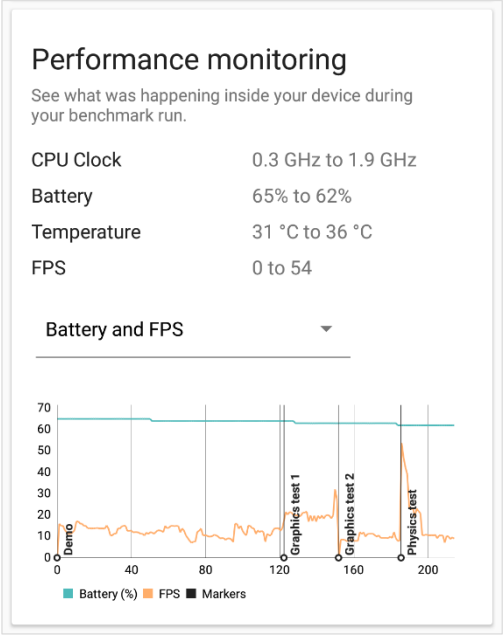 Performance monitoring
See what was happening inside your device during
your benchmark run.
CPU Clock 0.3 GHz to 1.9 GHz
Battery 65% to 62%
Temperature 31 °C to 36 °C
FPS 0 to 54
Battery and FPS
70
60
50
40
30
20
10
0
Demo
Graphics test 1
Graphics test 2
Physics test
0 40 80 120 160 200
Battery (%) FPS Markers